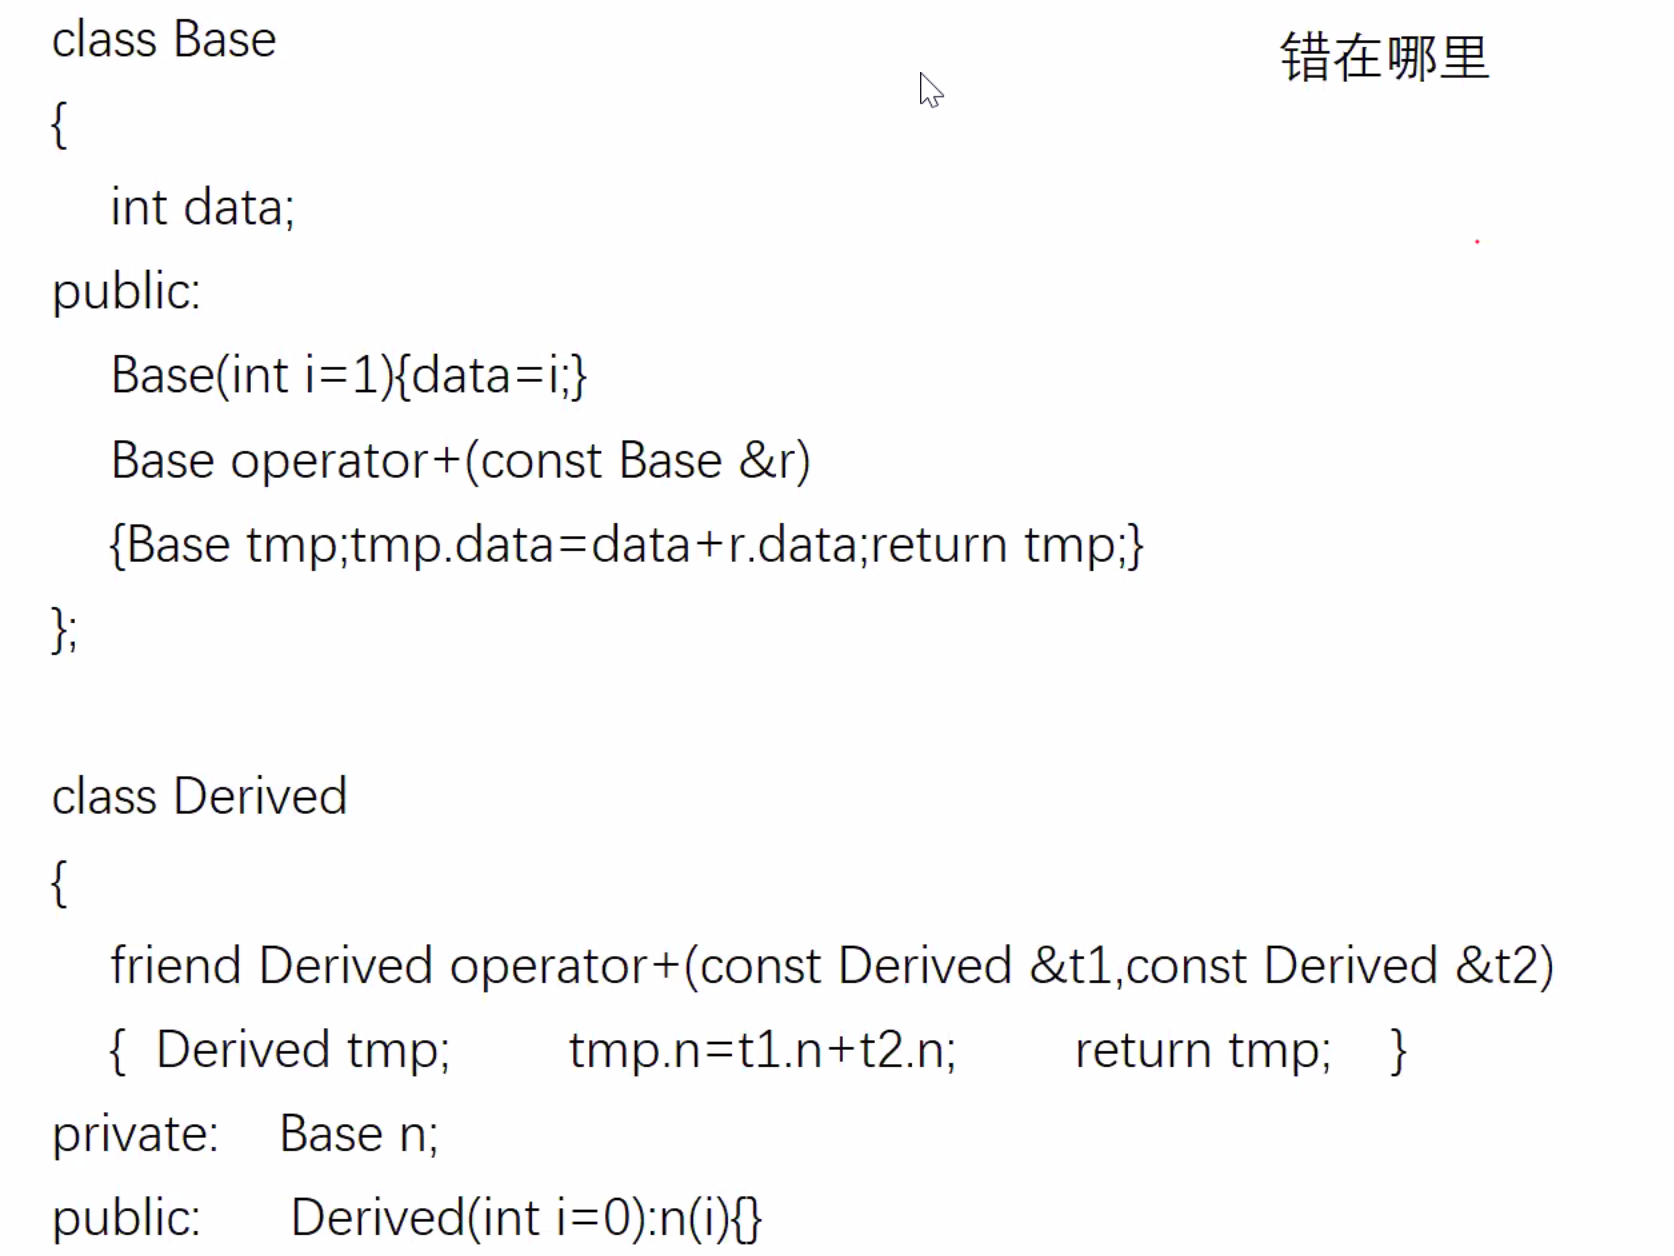 class Base
错在哪里
{
int data;
public:
Base(int i=1){data=i;}
Base operator+(const Base &r)
{Base tmp;tmp.data=data+r.data;return tmp;}
};
class Derived
{
friend Derived operator+(const Derived &t1,const Derived &t2)
{ Derived tmp; tmp.n=t1.n+t2.n; return tmp; }
private: Base n;
public: Derived(int i=0):n(i){}